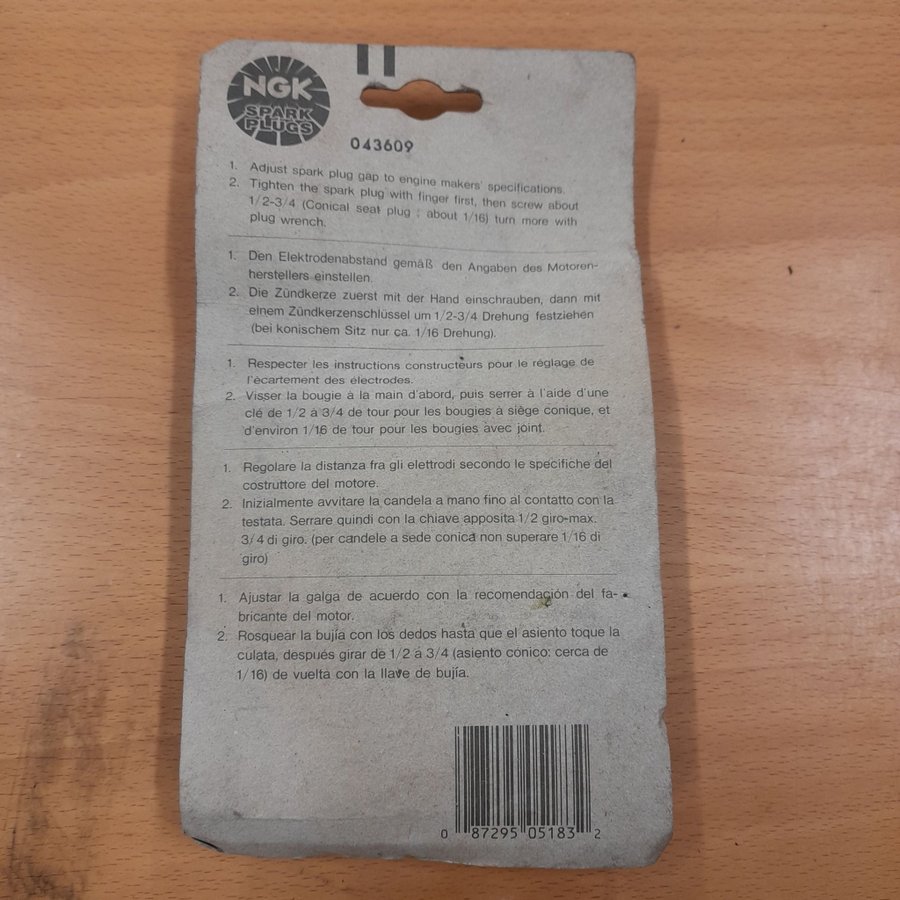 NGK
SPARK
PLUGS
043609
1. Adjust spark plug gap to engine makers' specifications.
2. Tighten the spark plug with finger first, then screw about
1/2-3/4 (Conical seat plug : about 1/16) turn more with
plug wrench.
1. Den Elektrodenabstand gemäß den Angaben des Motoren-
herstellers einstellen.
2. Die Zündkerze zuerst mit der Hand einschrauben, dann mit
einem Zündkerzenschlüssel um 1/2-3/4 Drehung festziehen
(bei konischem Sitz nur ca. 1/16 Drehung).
1. Respecter les instructions constructeurs pour le réglage de
l'écartement des électrodes.
2. Visser la bougie à la main d'abord, puis serrer à l'aide d'une
clé de 1/2 à 3/4 de tour pour les bougies à siège conique, et
d'environ 1/16 de tour pour les bougies avec joint.
1. Regolare la distanza fra gli elettrodi secondo le specifiche del
costruttore del motore.
2. Inizialmente avvitare la candela a mano fino al contatto con la
testata. Serrare quindi con la chiave apposita 1/2 giro-max.
3/4 di giro. (per candele a sede conica non superare 1/16 di
giro)
1. Ajustar la galga de acuerdo con la recomendación del fa-
bricante del motor.
2. Rosquear la bujía con los dedos hasta que el asiento toque la
culata, después girar de 1/2 á 3/4 (asiento cónico: cerca de
1/16) de vuelta con la llave de bujía.
0 87295 05183 2